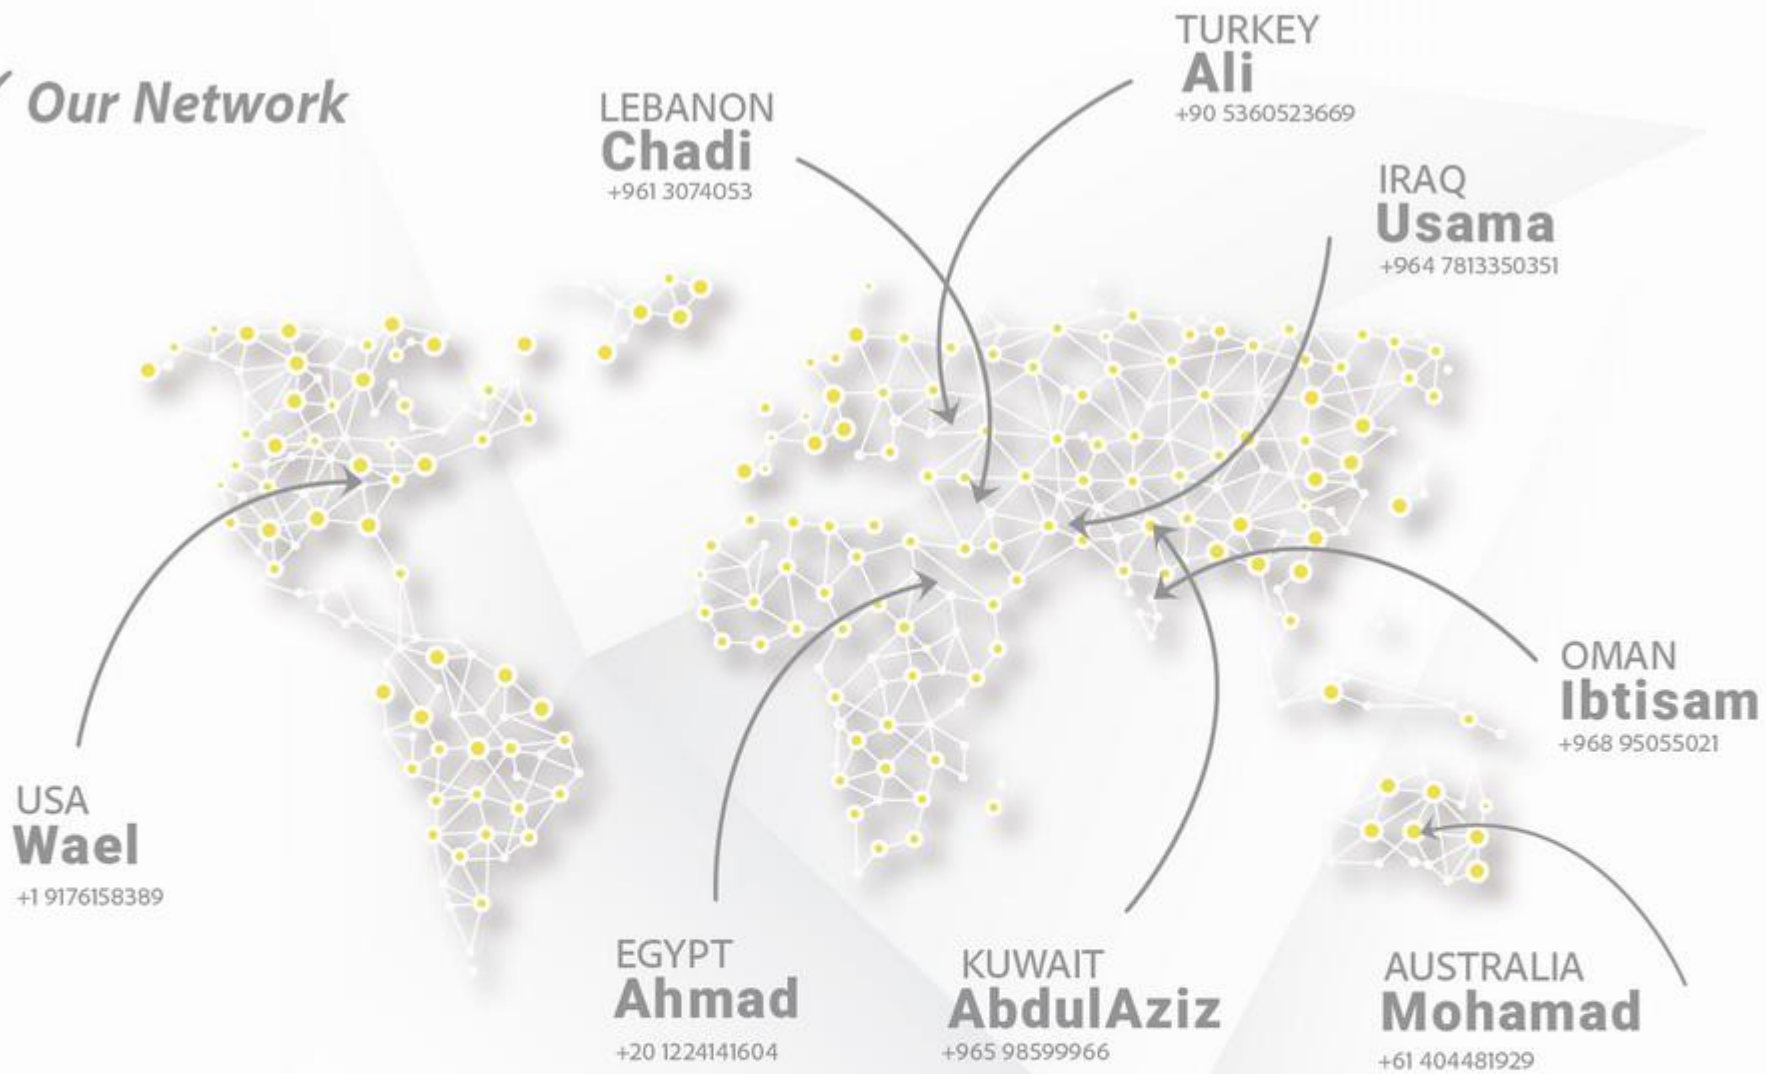 Our Network
TURKEY
Ali
+90 5360523669
LEBANON
Chadi
+961 3074053
IRAQ
Usama
+964 7813350351
OMAN
Ibtisam
+968 95055021
USA
Wael
+1 9176158389
EGYPT
Ahmad
+20 1224141604
KUWAIT
AbdulAziz
+965 98599966
AUSTRALIA
Mohamad
+61 404481929